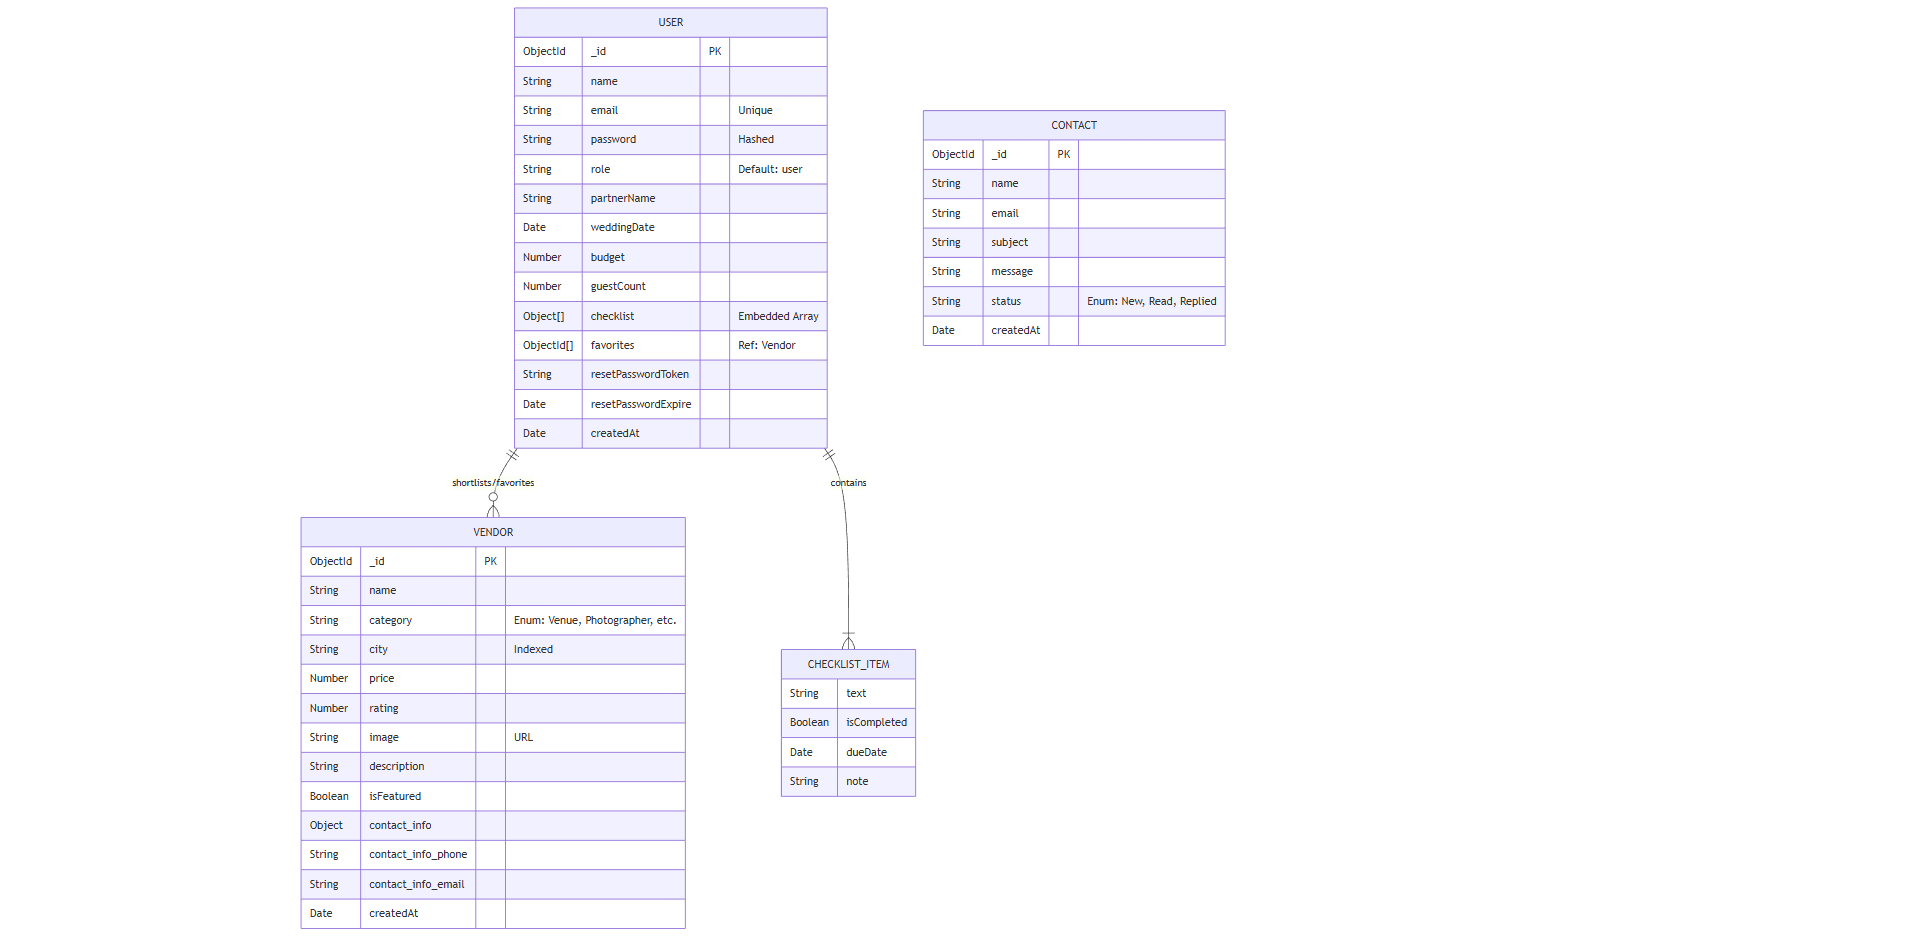 USER
ObjectId _id PK
String name
String email Unique
String password Hashed
String role Default: user
String partnerName
Date weddingDate
Number budget
Number guestCount
Object[] checklist Embedded Array
ObjectId[] favorites Ref: Vendor
String resetPasswordToken
Date resetPasswordExpire
Date createdAt
CONTACT
ObjectId _id PK
String name
String email
String subject
String message
String status Enum: New, Read, Replied
Date createdAt
shortlists/favorites
contains
VENDOR
ObjectId _id PK
String name
String category Enum: Venue, Photographer, etc.
String city Indexed
Number price
Number rating
String image URL
String description
Boolean isFeatured
Object contact_info
String contact_info_phone
String contact_info_email
Date createdAt
CHECKLIST_ITEM
String text
Boolean isCompleted
Date dueDate
String note